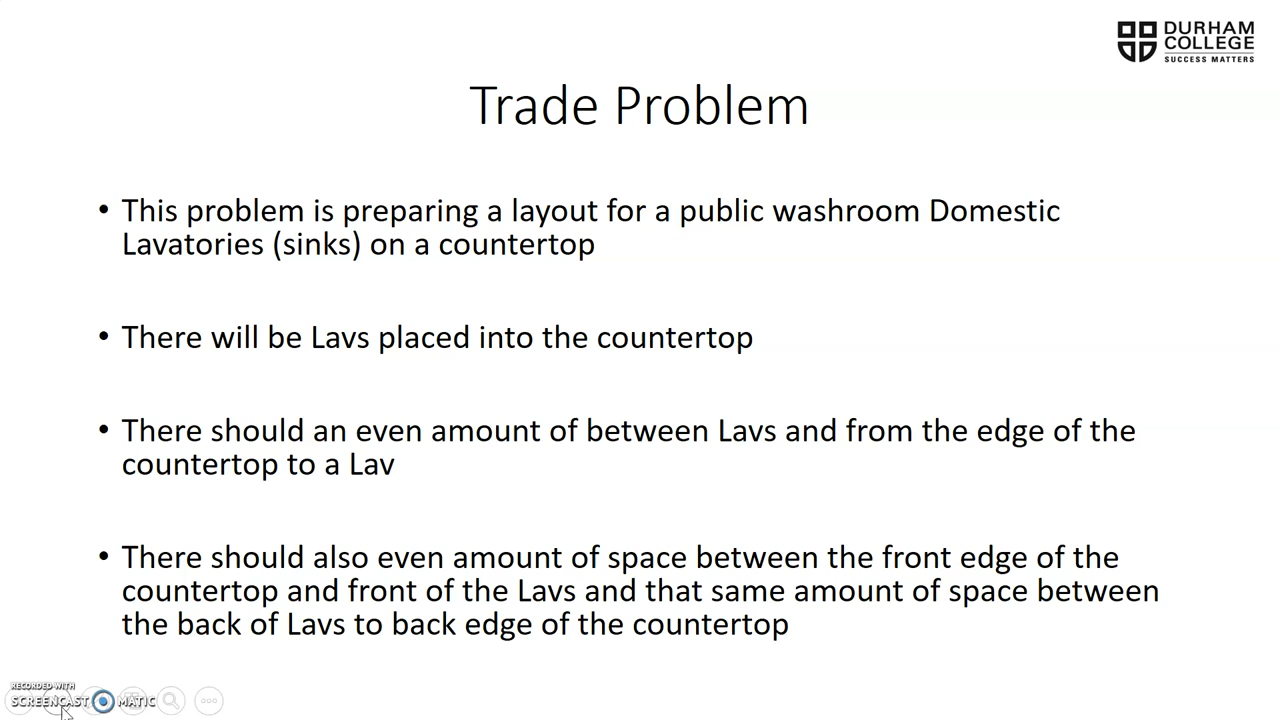 DURHAM
COLLEGE
SUCCESS MATTERS
Trade Problem
• This problem is preparing a layout for a public washroom Domestic
Lavatories (sinks) on a countertop
• There will be Lavs placed into the countertop
• There should an even amount of between Lavs and from the edge of the
countertop to a Lav
• There should also even amount of space between the front edge of the
countertop and front of the Lavs and that same amount of space between
the back of Lavs to back edge of the countertop
RECORDED WITH
SCREENCAST MATIC